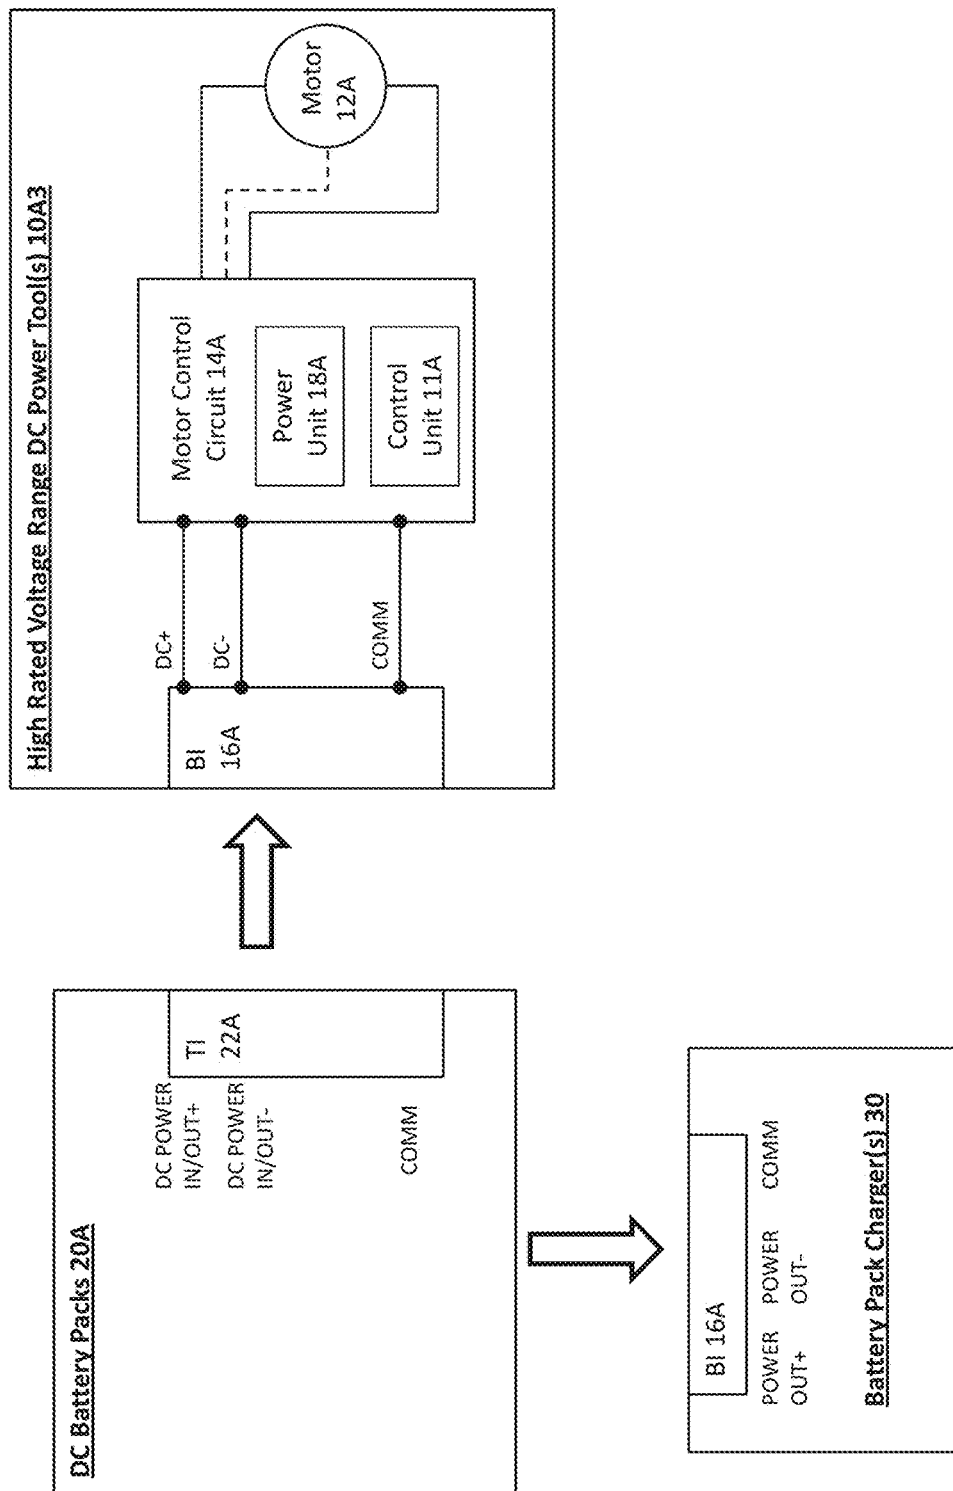 High Rated Voltage Range DC Power Tool(s) 10A3
BI
16A
DC+
DC-
COMM
Motor Control
Circuit 14A
Power
Unit 18A
Control
Unit 11A
Motor
12A
DC Battery Packs 20A
DC POWER
IN/OUT+
DC POWER
IN/OUT-
COMM
TI
22A
BI 16A
POWER
OUT+
POWER
OUT-
COMM
Battery Pack Charger(s) 30